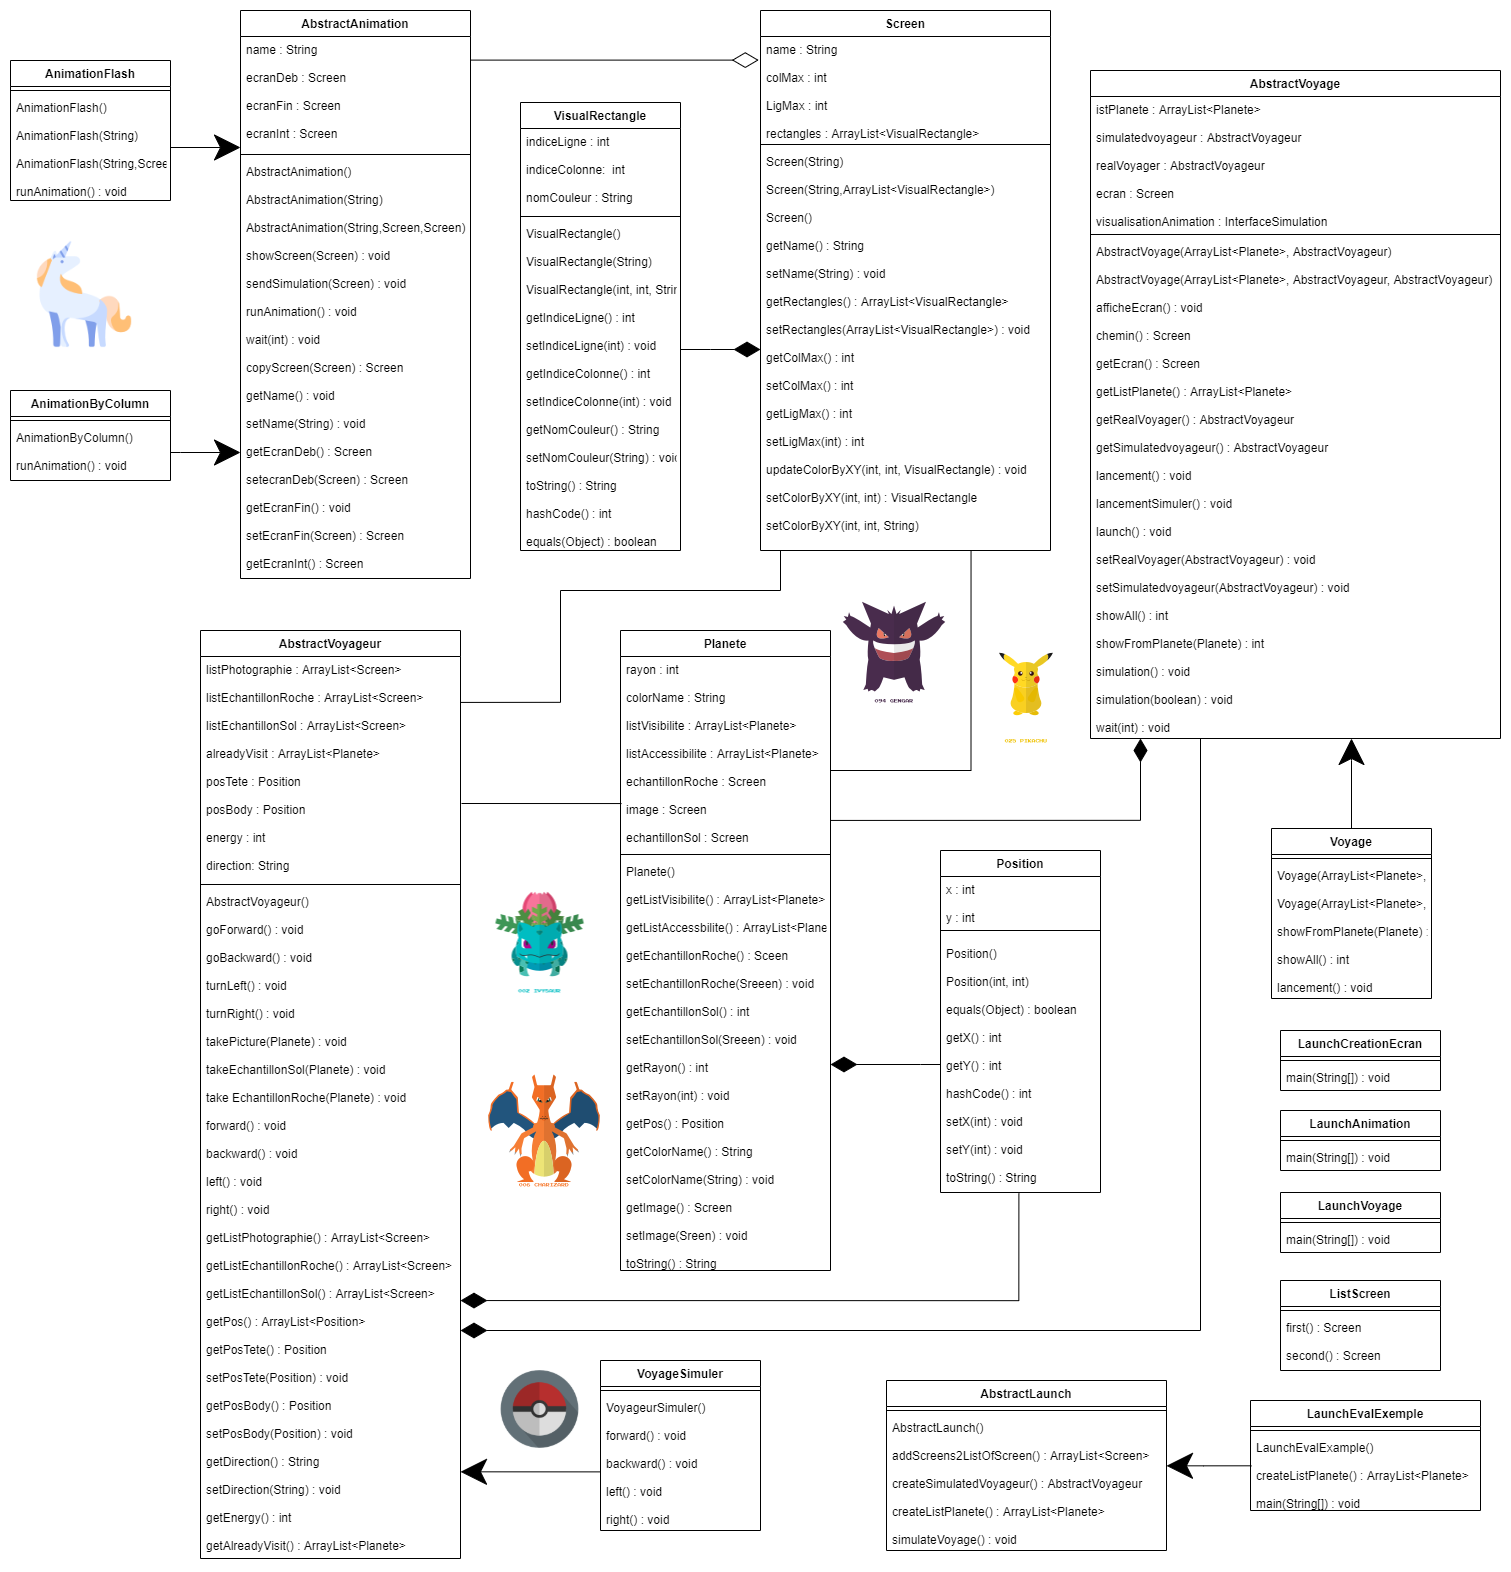 AbstractAnimation
name : String
ecranDeb : Screen
ecranFin : Screen
ecranInt : Screen
AbstractAnimation()
AbstractAnimation(String)
AbstractAnimation(String,Screen,Screen)
showScreen(Screen) : void
sendSimulation(Screen) : void
runAnimation() : void
wait(int) : void
copyScreen(Screen) : Screen
getName() : void
setName(String) : void
getEcranDeb() : Screen
setecranDeb(Screen) : Screen
getEcranFin() : void
setEcranFin(Screen) : Screen
getEcranInt() : Screen
AnimationFlash
AnimationFlash()
AnimationFlash(String)
AnimationFlash(String,Scree
runAnimation() : void
AnimationByColumn
AnimationByColumn()
runAnimation() : void
VisualRectangle
indiceLigne : int
indiceColonne: int
nomCouleur : String
VisualRectangle()
VisualRectangle(String)
VisualRectangle(int, int, Strin
getIndiceLigne() : int
setIndiceLigne(int) : void
getIndiceColonne() : int
setIndiceColonne(int) : void
getNomCouleur() : String
setNomCouleur(String) : void
toString() : String
hashCode() : int
equals(Object) : boolean
Screen
name : String
colMax : int
LigMax : int
rectangles : ArrayList<VisualRectangle>
Screen(String)
Screen(String,ArrayList<VisualRectangle>)
Screen()
getName() : String
setName(String) : void
getRectangles() : ArrayList<VisualRectangle>
setRectangles(ArrayList<VisualRectangle>) : void
getColMax() : int
setColMax() : int
getLigMax() : int
setLigMax(int) : int
updateColorByXY(int, int, VisualRectangle) : void
setColorByXY(int, int) : VisualRectangle
setColorByXY(int, int, String)
AbstractVoyage
istPlanete : ArrayList<Planete>
simulatedvoyageur : AbstractVoyageur
realVoyager : AbstractVoyageur
ecran : Screen
visualisationAnimation : InterfaceSimulation
AbstractVoyage(ArrayList<Planete>, AbstractVoyageur)
AbstractVoyage(ArrayList<Planete>, AbstractVoyageur, AbstractVoyageur)
afficheEcran() : void
chemin() : Screen
getEcran() : Screen
getListPlanete() : ArrayList<Planete>
getRealVoyager() : AbstractVoyageur
getSimulatedvoyageur() : AbstractVoyageur
lancement() : void
lancementSimuler() : void
launch() : void
setRealVoyager(AbstractVoyageur) : void
setSimulatedvoyageur(AbstractVoyageur) : void
showAll() : int
showFromPlanete(Planete) : int
simulation() : void
simulation(boolean) : void
wait(int) : void
AbstractVoyageur
listPhotographie : ArrayList<Screen>
listEchantillonRoche : ArrayList<Screen>
listEchantillonSol : ArrayList<Screen>
alreadyVisit : ArrayList<Planete>
posTete : Position
posBody : Position
energy : int
direction: String
AbstractVoyageur()
goForward() : void
goBackward() : void
turnLeft() : void
turnRight() : void
takePicture(Planete) : void
takeEchantillonSol(Planete) : void
take EchantillonRoche(Planete) : void
forward() : void
backward() : void
left() : void
right() : void
getListPhotographie() : ArrayList<Screen>
getListEchantillonRoche() : ArrayList<Screen>
getListEchantillonSol() : ArrayList<Screen>
getPos() : ArrayList<Position>
getPosTete() : Position
setPosTete(Position) : void
getPosBody() : Position
setPosBody(Position) : void
getDirection() : String
setDirection(String) : void
getEnergy() : int
getAlreadyVisit() : ArrayList<Planete>
Planete
rayon : int
colorName : String
listVisibilite : ArrayList<Planete>
listAccessibilite : ArrayList<Planete>
echantillonRoche : Screen
image : Screen
echantillonSol : Screen
Planete()
getListVisibilite() : ArrayList<Planete>
getListAccessbilite() : ArrayList<Plane
getEchantillonRoche() : Sceen
setEchantillonRoche(Sreeen) : void
getEchantillonSol() : int
setEchantillonSol(Sreeen) : void
getRayon() : int
setRayon(int) : void
getPos() : Position
getColorName() : String
setColorName(String) : void
getImage() : Screen
setImage(Sreen) : void
toString() : String
094 GENGAR
025 PIKACHU
002 IVYSAUR
006 CHARIZARD
Position
x : int
y : int
Position()
Position(int, int)
equals(Object) : boolean
getX() : int
getY() : int
hashCode() : int
setX(int) : void
setY(int) : void
toString() : String
Voyage
Voyage(ArrayList<Planete>,
Voyage(ArrayList<Planete>,
showFromPlanete(Planete) :
showAll() : int
lancement() : void
LaunchCreationEcran
main(String[]) : void
LaunchAnimation
main(String[]) : void
LaunchVoyage
main(String[]) : void
ListScreen
first() : Screen
second() : Screen
VoyageSimuler
VoyageurSimuler()
forward() : void
backward() : void
left() : void
right() : void
AbstractLaunch
AbstractLaunch()
addScreens2ListOfScreen() : ArrayList<Screen>
createSimulatedVoyageur() : AbstractVoyageur
createListPlanete() : ArrayList<Planete>
simulateVoyage() : void
LaunchEvalExemple
LaunchEvalExample()
createListPlanete() : ArrayList<Planete>
main(String[]) : void